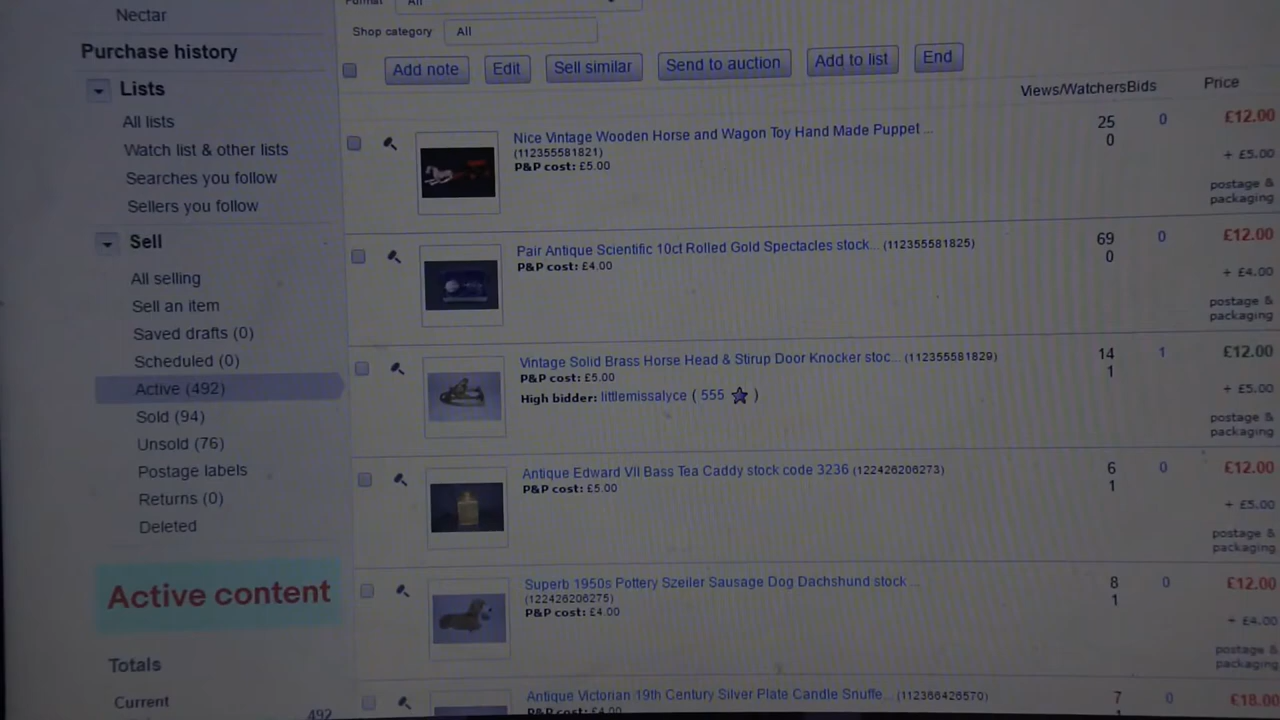 Nectar
Purchase history
Lists
All lists
Watch list & other lists
Searches you follow
Sellers you follow
Sell
All selling
Sell an item
Saved drafts (0)
Scheduled (0)
Active (492)
Sold (94)
Unsold (76)
Postage labels
Returns (0)
Deleted
Active content
Totals
Current
492
Format All
Shop category All
Add note Edit Sell similar Send to auction Add to list End
Views/Watchers Bids Price
Nice Vintage Wooden Horse and Wagon Toy Hand Made Puppet ... 25 0 £12.00
(112355581821) 0
P&P cost: £5.00 + £5.00
postage &
packaging
Pair Antique Scientific 10ct Rolled Gold Spectacles stock... (112355581825) 69 0 £12.00
P&P cost: £4.00 0 + £4.00
postage &
packaging
Vintage Solid Brass Horse Head & Stirup Door Knocker stoc... (112355581829) 14 1 £12.00
P&P cost: £5.00 1 + £5.00
High bidder: littlemissalyce ( 555 )
postage &
packaging
Antique Edward VII Bass Tea Caddy stock code 3236 (122426206273) 6 0 £12.00
P&P cost: £5.00 1 + £5.00
postage &
packaging
Superb 1950s Pottery Szeiler Sausage Dog Dachshund stock ... 8 0 £12.00
(122426206275) 1
P&P cost: £4.00 + £4.00
postage &
packaging
Antique Victorian 19th Century Silver Plate Candle Snuffe... (112366426570) 7 0 £18.00
P&P cost: £4.00 1